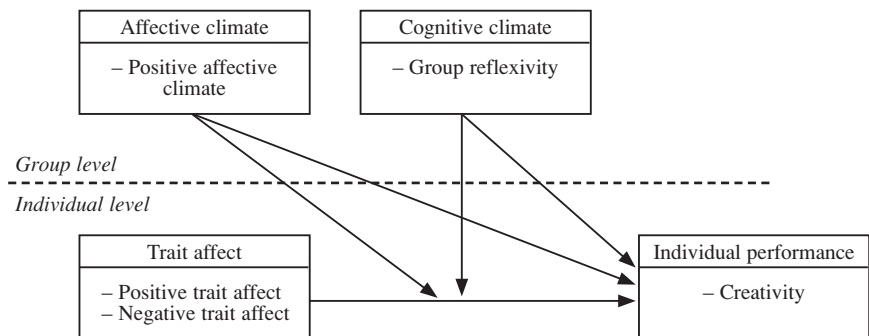 Affective climate
– Positive affective
climate
Cognitive climate
– Group reflexivity
Group level
Individual level
Trait affect
– Positive trait affect
– Negative trait affect
Individual performance
– Creativity